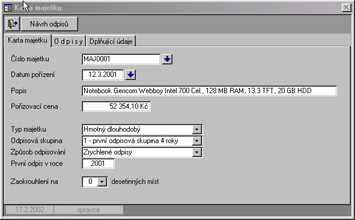 Karta majetku
Návrh odpisů
Karta majetku Odpisy Dplňující údaje
Číslo majetku MAJ0001
Datum pořízení 12.3.2001
Popis Notebook Gericom Webboy Intel 700 Cel., 128 MB RAM, 13.3 TFT, 20 GB HDD
Pořizovací cena 52 354,10 Kč
Typ majetku Hmotný dlouhodobý
Odpisová skupina 1 - první odpisová skupina 4 roky
Způsob odpisování Zrychlené odpisy
První odpis v roce 2001
Zaokrouhlení na 0 desetinných míst
17.2.2002 spravce